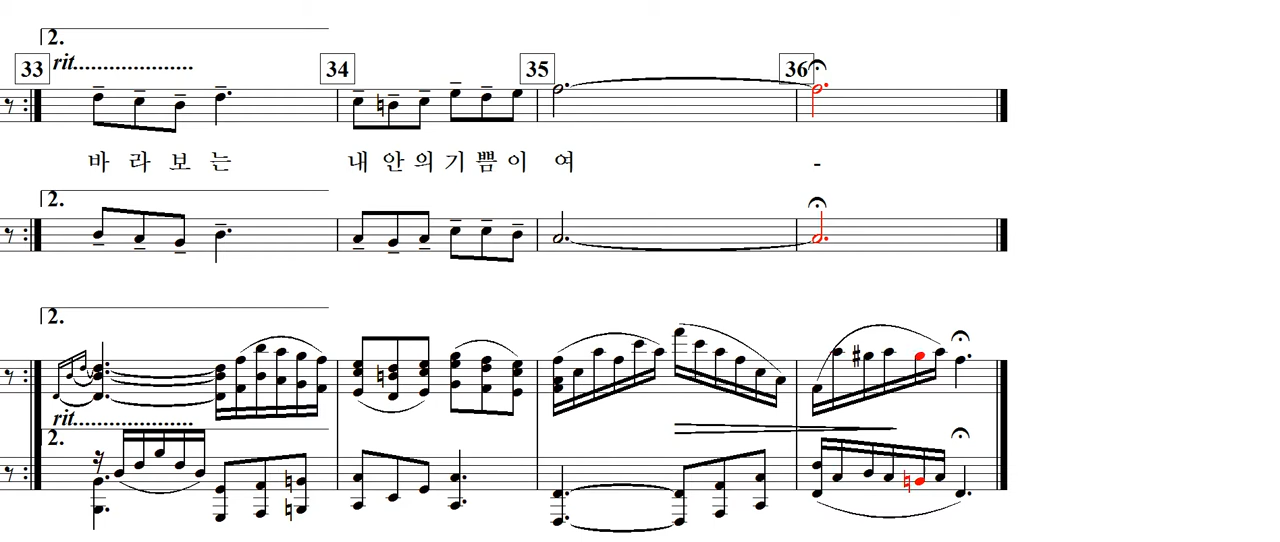 2.
33 rit.................... 34 35 36
바 라 보 는 내 안 의 기 쁨 이 여 -
2.
2.
rit....................
2.